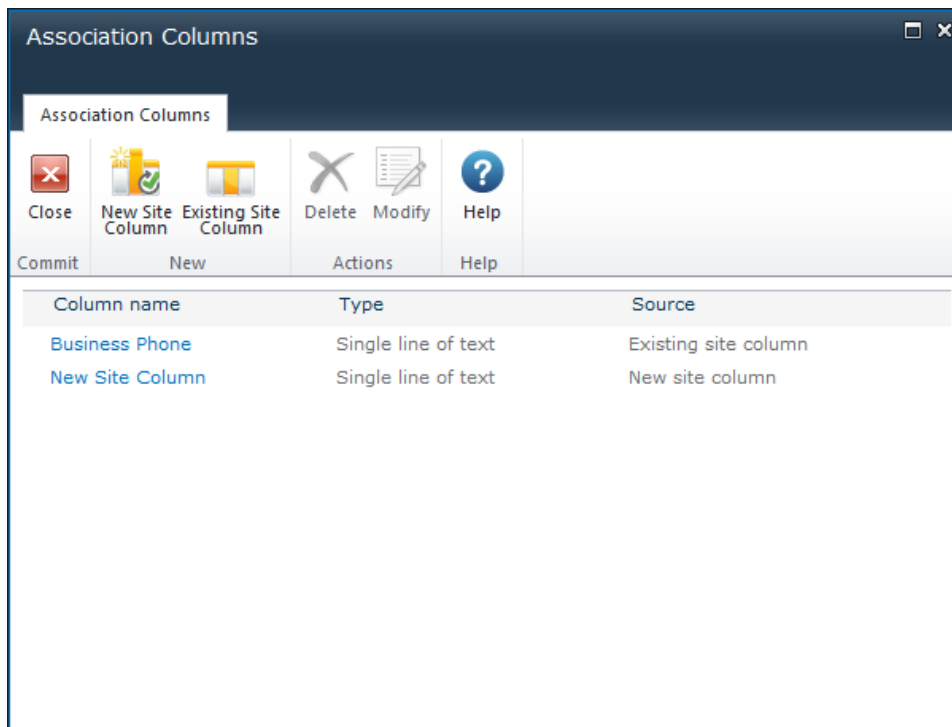 Association Columns
Association Columns
Close
New Site Column
Existing Site Column
Delete
Modify
Help
Commit
New
Actions
Help
Column name Type Source
Business Phone Single line of text Existing site column
New Site Column Single line of text New site column